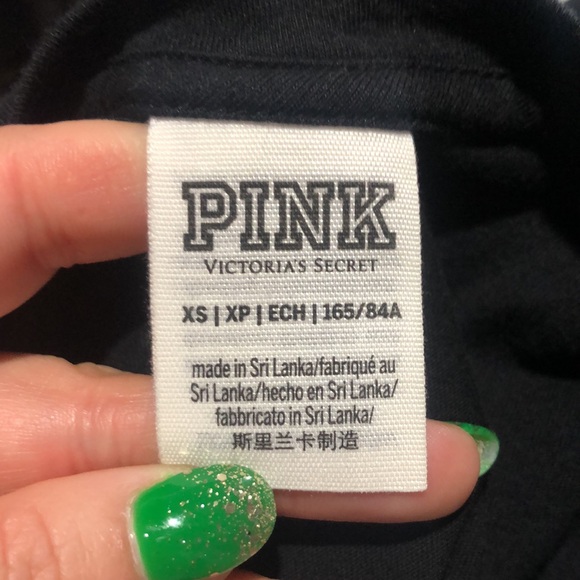 PINK
VICTORIA'S SECRET
XS | XP | ECH | 165/84A
made in Sri Lanka/fabriqué au
Sri Lanka/hecho en Sri Lanka/
fabbricato in Sri Lanka/
斯里兰卡制造